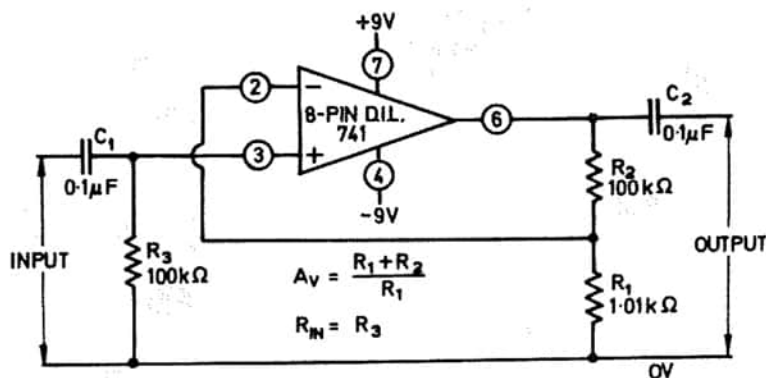 +9V
7
2
−
8-PIN D.I.L.
741
6
C2
0·1μF
C1
0·1μF
3
+
4
−9V
R2
100kΩ
INPUT
R3
100kΩ
AV = R1 + R2
R1
RIN = R3
R1
1·01kΩ
OUTPUT
0V